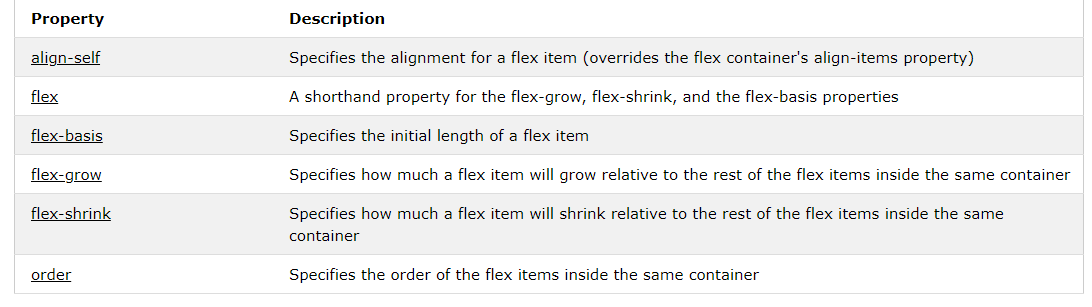 Property Description
align-self Specifies the alignment for a flex item (overrides the flex container's align-items property)
flex A shorthand property for the flex-grow, flex-shrink, and the flex-basis properties
flex-basis Specifies the initial length of a flex item
flex-grow Specifies how much a flex item will grow relative to the rest of the flex items inside the same container
flex-shrink Specifies how much a flex item will shrink relative to the rest of the flex items inside the same
container
order Specifies the order of the flex items inside the same container